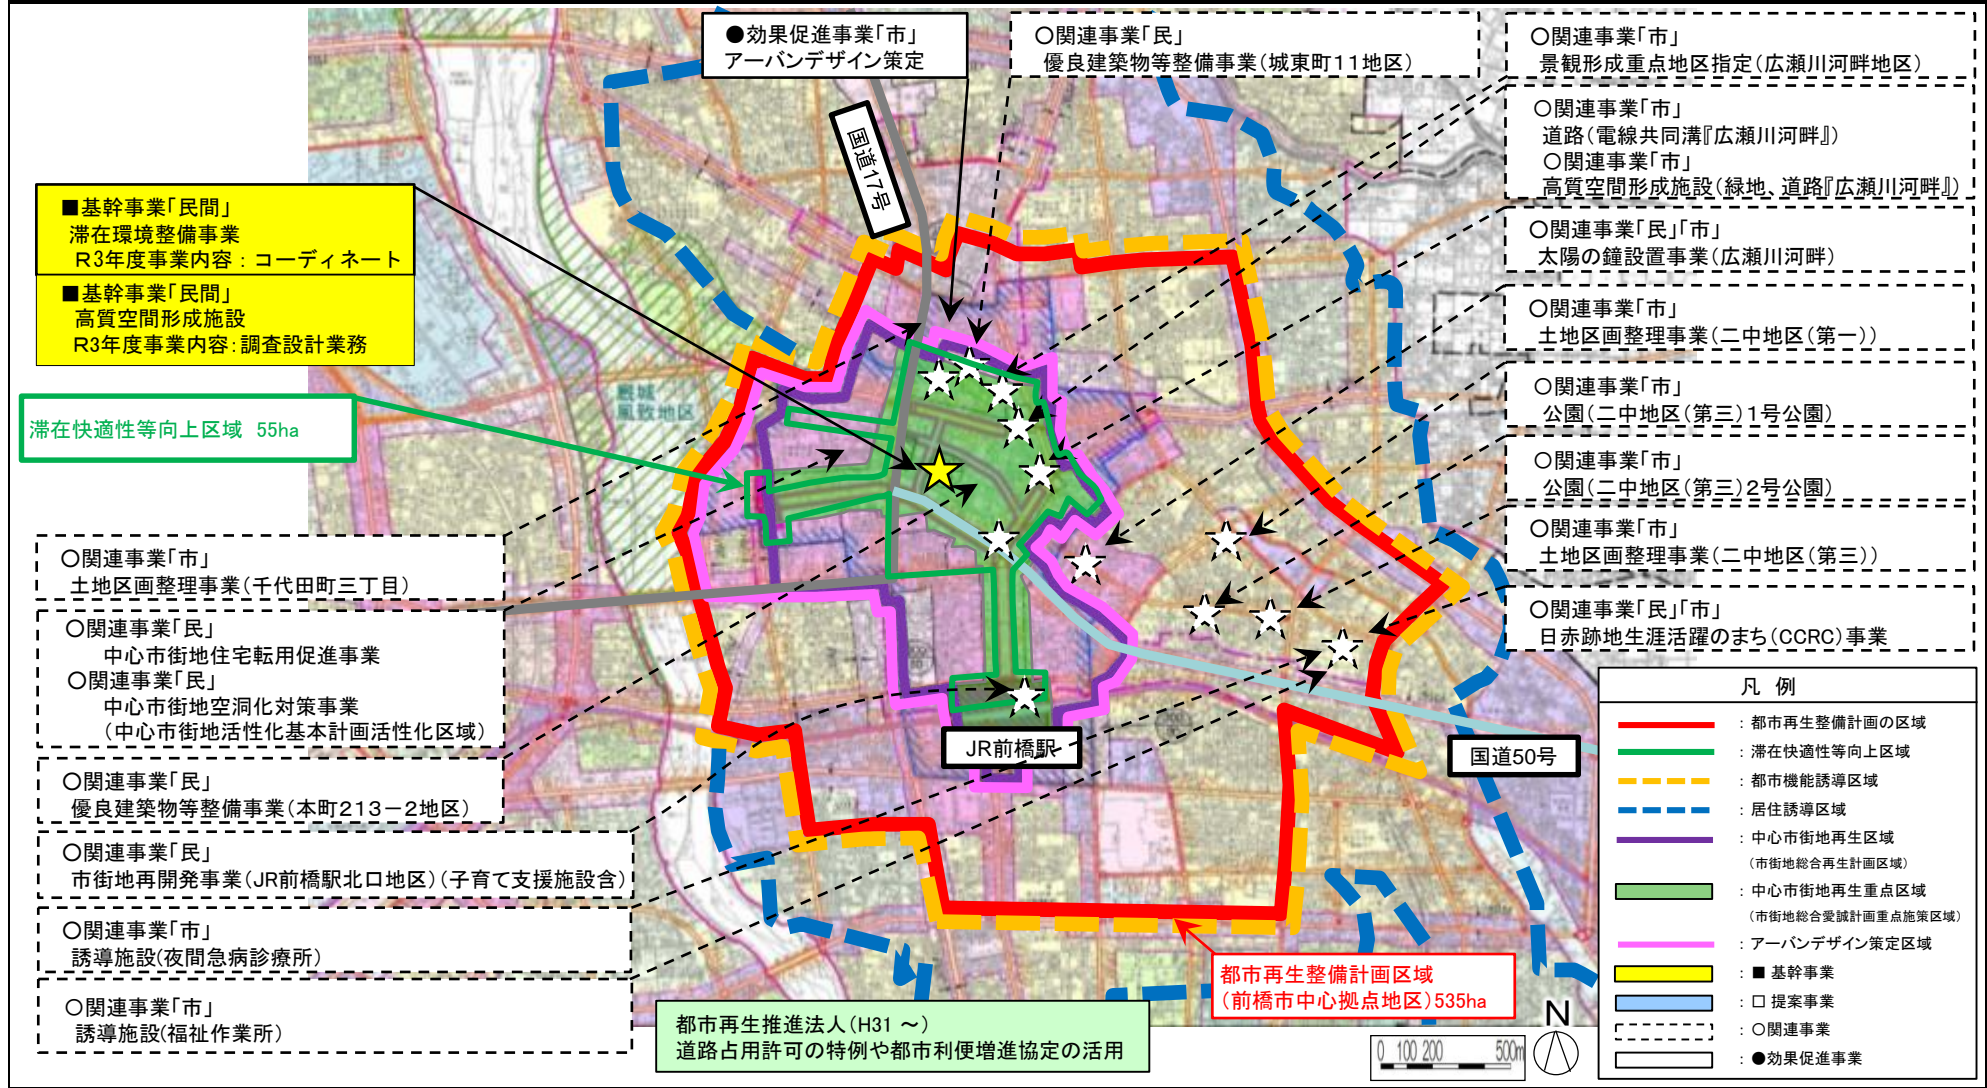 ●効果促進事業「市」
アーバンデザイン策定
○関連事業「民」
優良建築物等整備事業(城東町11地区)
○関連事業「市」
景観形成重点地区指定(広瀬川河畔地区)
○関連事業「市」
道路(電線共同溝『広瀬川河畔』)
○関連事業「市」
高質空間形成施設(緑地、道路『広瀬川河畔』)
○関連事業「民」「市」
太陽の鐘設置事業(広瀬川河畔)
○関連事業「市」
土地区画整理事業(二中地区(第一))
○関連事業「市」
公園(二中地区(第三)1号公園)
○関連事業「市」
公園(二中地区(第三)2号公園)
○関連事業「市」
土地区画整理事業(二中地区(第三))
○関連事業「民」「市」
日赤跡地生涯活躍のまち(CCRC)事業
国道17号
■基幹事業「民間」
滞在環境整備事業
R3年度事業内容：コーディネート
■基幹事業「民間」
高質空間形成施設
R3年度事業内容：調査設計業務
滞在快適性等向上区域 55ha
風致地区
○関連事業「市」
土地区画整理事業(千代田町三丁目)
○関連事業「民」
中心市街地住宅転用促進事業
○関連事業「民」
中心市街地空洞化対策事業
(中心市街地活性化基本計画活性化区域)
○関連事業「民」
優良建築物等整備事業(本町213－2地区)
○関連事業「民」
市街地再開発事業(JR前橋駅北口地区)(子育て支援施設含)
○関連事業「市」
誘導施設(夜間急病診療所)
○関連事業「市」
誘導施設(福祉作業所)
JR前橋駅
国道50号
都市再生整備計画区域
(前橋市中心拠点地区)535ha
都市再生推進法人(H31 ～)
道路占用許可の特例や都市利便増進協定の活用
凡 例
：都市再生整備計画の区域
：滞在快適性等向上区域
：都市機能誘導区域
：居住誘導区域
：中心市街地再生区域
(市街地総合再生計画区域)
：中心市街地再生重点区域
(市街地総合愛誠計画重点施策区域)
：アーバンデザイン策定区域
：■ 基幹事業
：□ 提案事業
：○関連事業
：●効果促進事業
0 100 200 500m
N